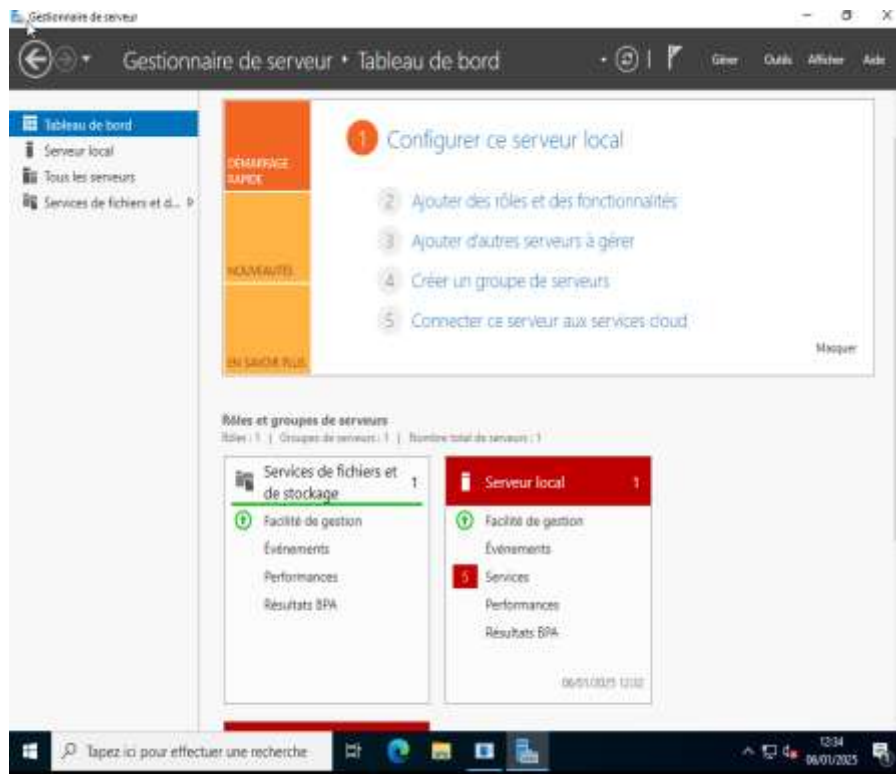 Gestionnaire de serveur
Gestionnaire de serveur • Tableau de bord
Gérer Outils Afficher Aide
Tableau de bord
Serveur local
Tous les serveurs
Services de fichiers et d...
DÉMARRAGE
RAPIDE
NOUVEAUTÉS
EN SAVOIR PLUS
1 Configurer ce serveur local
2 Ajouter des rôles et des fonctionnalités
3 Ajouter d'autres serveurs à gérer
4 Créer un groupe de serveurs
5 Connecter ce serveur aux services cloud
Masquer
Rôles et groupes de serveurs
Rôles : 1 | Groupes de serveurs : 1 | Nombre total de serveurs : 1
Services de fichiers et
de stockage
1
Facilité de gestion
Événements
Performances
Résultats BPA
Serveur local 1
Facilité de gestion
Événements
5 Services
Performances
Résultats BPA
06/01/2025 12:32
Tapez ici pour effectuer une recherche
12:34
06/01/2025